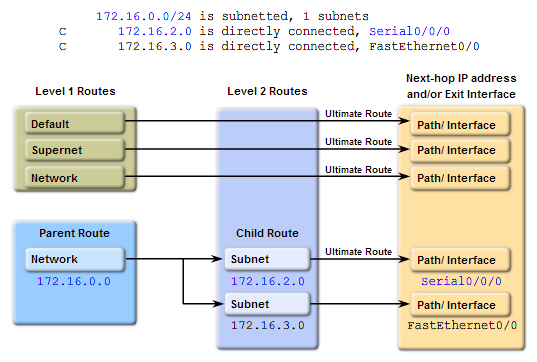 172.16.0.0/24 is subnetted, 1 subnets
C 172.16.2.0 is directly connected, Serial0/0/0
C 172.16.3.0 is directly connected, FastEthernet0/0
Level 1 Routes
Level 2 Routes
Next-hop IP address
and/or Exit Interface
Default
Ultimate Route
Path/ Interface
Supernet
Ultimate Route
Path/ Interface
Network
Ultimate Route
Path/ Interface
Parent Route
Child Route
Network
Subnet
Ultimate Route
Path/ Interface
172.16.0.0
172.16.2.0
Serial0/0/0
Subnet
Path/ Interface
172.16.3.0
FastEthernet0/0